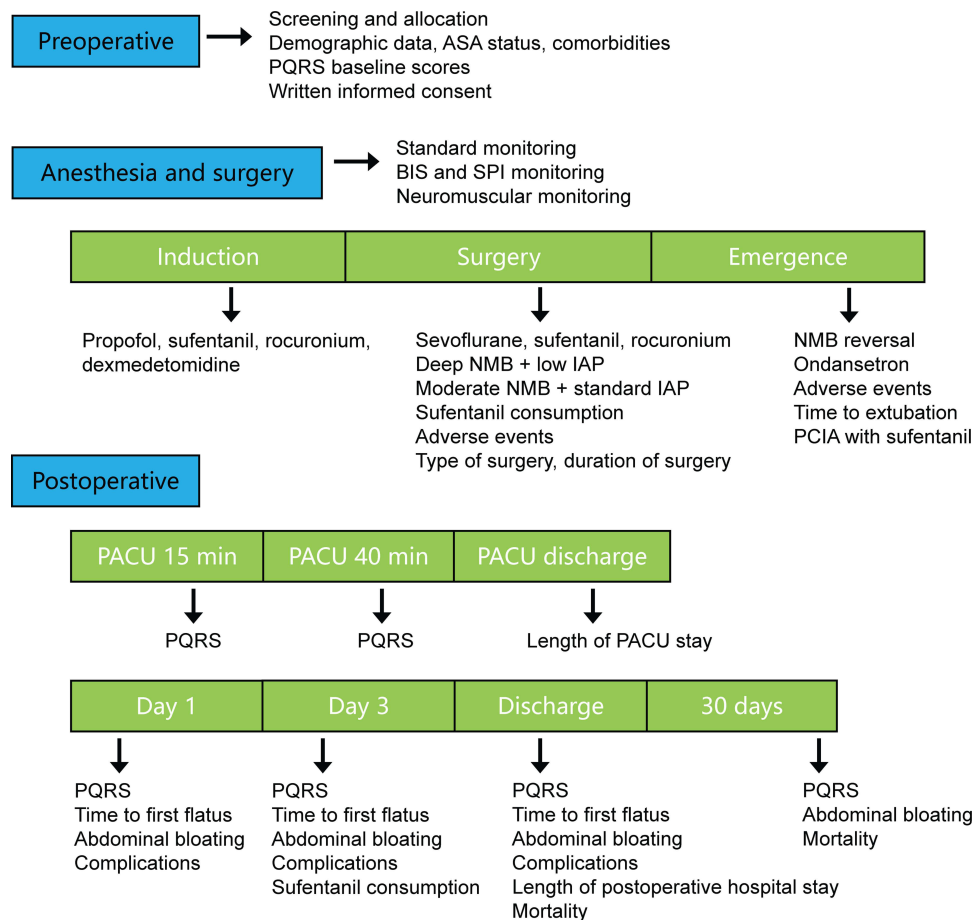 Preoperative
Screening and allocation
Demographic data, ASA status, comorbidities
PQRS baseline scores
Written informed consent
Anesthesia and surgery
Standard monitoring
BIS and SPI monitoring
Neuromuscular monitoring
Induction
Surgery
Emergence
Propofol, sufentanil, rocuronium,
dexmedetomidine
Sevoflurane, sufentanil, rocuronium
Deep NMB + low IAP
Moderate NMB + standard IAP
Sufentanil consumption
Adverse events
Type of surgery, duration of surgery
NMB reversal
Ondansetron
Adverse events
Time to extubation
PCIA with sufentanil
Postoperative
PACU 15 min
PACU 40 min
PACU discharge
PQRS
PQRS
Length of PACU stay
Day 1
Day 3
Discharge
30 days
PQRS
Time to first flatus
Abdominal bloating
Complications
PQRS
Time to first flatus
Abdominal bloating
Complications
Sufentanil consumption
PQRS
Time to first flatus
Abdominal bloating
Complications
Length of postoperative hospital stay
Mortality
PQRS
Abdominal bloating
Mortality